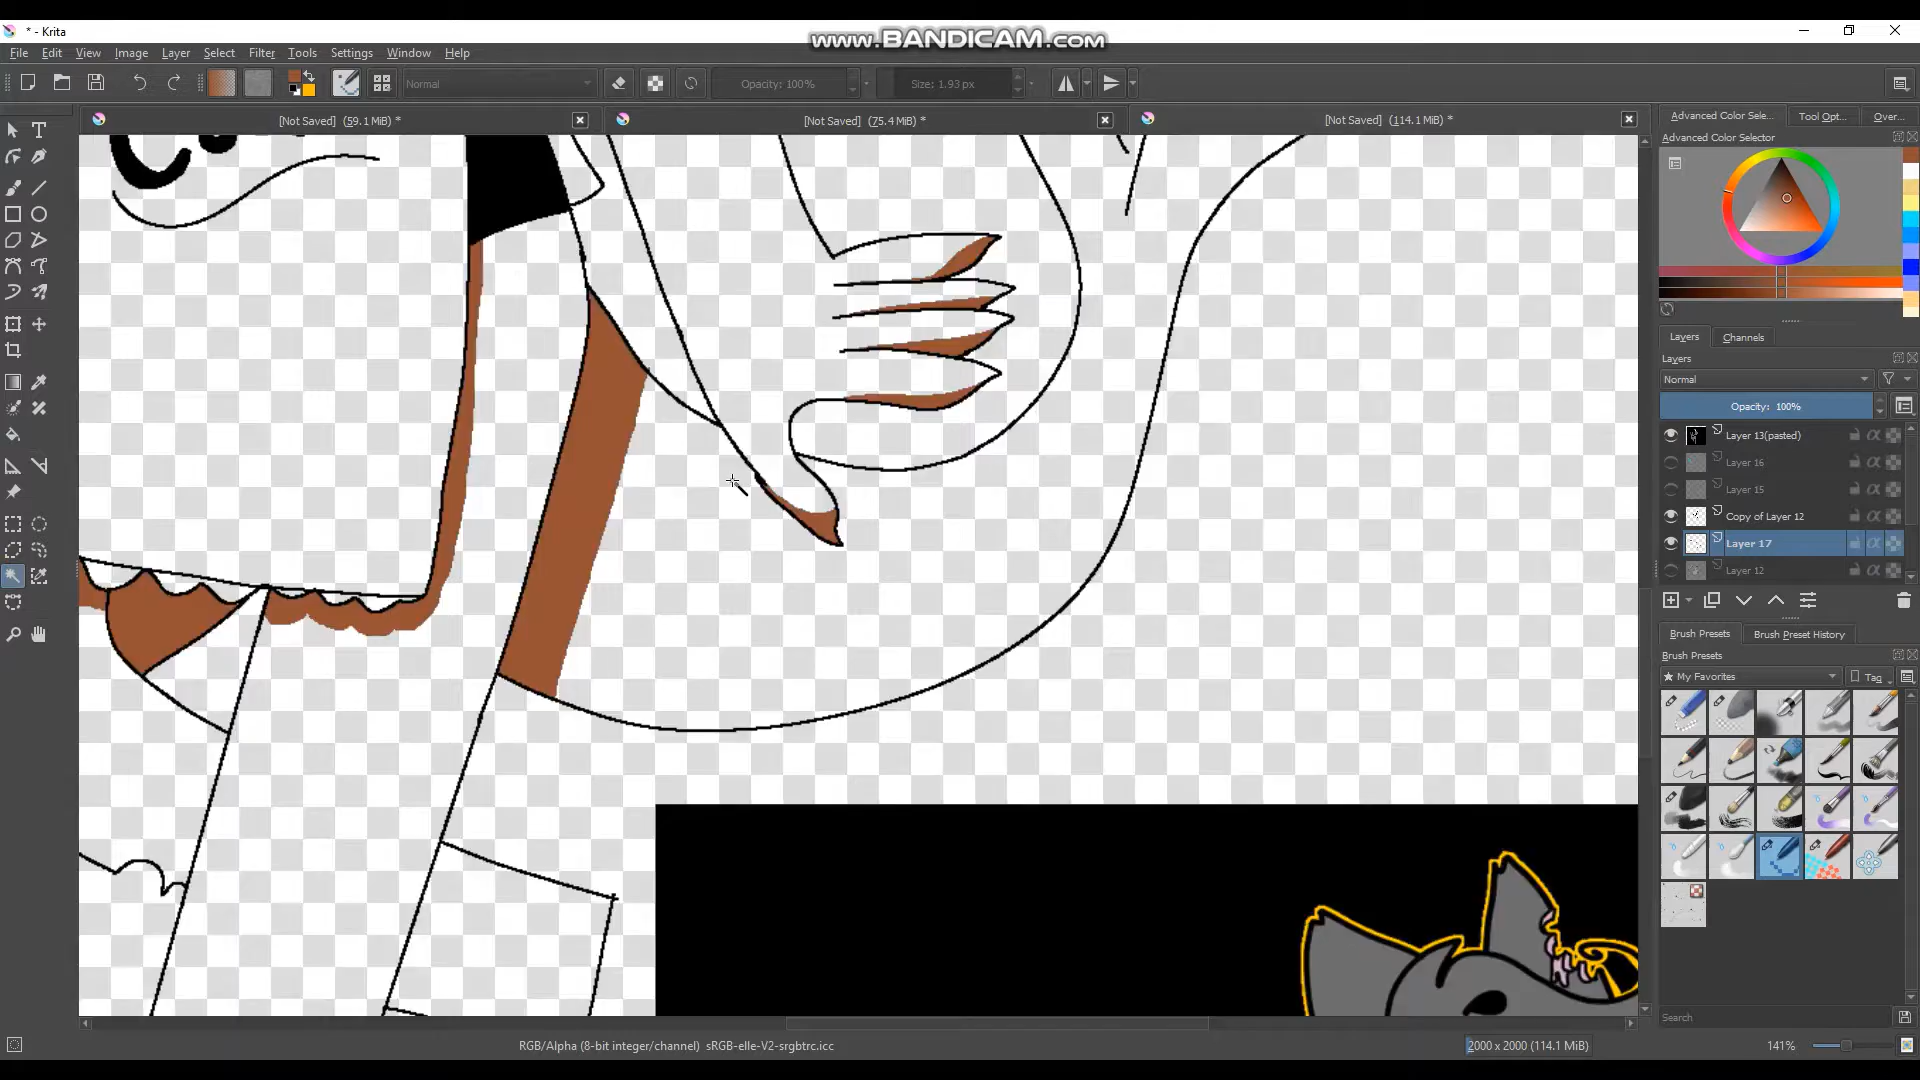 * - Krita
www.BANDICAM.com
File Edit View Image Layer Select Filter Tools Settings Window Help
Normal
Opacity: 100%
Size: 1.93 px
[Not Saved] (59.1 MiB) *
[Not Saved] (75.4 MiB) *
[Not Saved] (114.1 MiB) *
Advanced Color Sele...
Tool Opt...
Over...
Advanced Color Selector
Layers
Channels
Layers
Normal
Opacity: 100%
Layer 13(pasted)
Layer 16
Layer 15
Copy of Layer 12
Layer 17
Layer 12
Brush Presets
Brush Preset History
Brush Presets
My Favorites
Tag
Search
RGB/Alpha (8-bit integer/channel) sRGB-elle-V2-srgbtrc.icc
2000 x 2000 (114.1 MiB)
141%